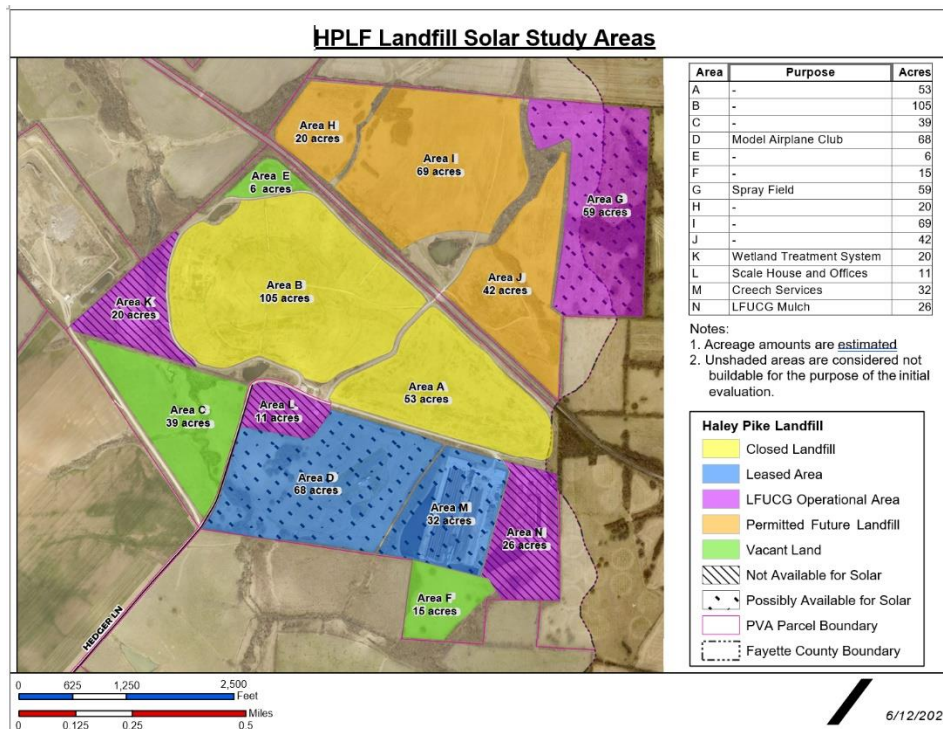 HPLF Landfill Solar Study Areas
Area H
20 acres
Area I
69 acres
Area E
6 acres
Area G
59 acres
Area B
105 acres
Area J
42 acres
Area K
20 acres
Area A
53 acres
Area C
39 acres
Area L
11 acres
Area D
68 acres
Area M
32 acres
Area N
26 acres
Area F
15 acres
HEDGER LN
Area Purpose Acres
A - 53
B - 105
C - 39
D Model Airplane Club 68
E - 6
F - 15
G Spray Field 59
H - 20
I - 69
J - 42
K Wetland Treatment System 20
L Scale House and Offices 11
M Creech Services 32
N LFUCG Mulch 26
Notes:
1. Acreage amounts are estimated
2. Unshaded areas are considered not
buildable for the purpose of the initial
evaluation.
Haley Pike Landfill
Closed Landfill
Leased Area
LFUCG Operational Area
Permitted Future Landfill
Vacant Land
Not Available for Solar
Possibly Available for Solar
PVA Parcel Boundary
Fayette County Boundary
0 625 1,250 2,500
Feet
Miles
0 0.125 0.25 0.5
6/12/202